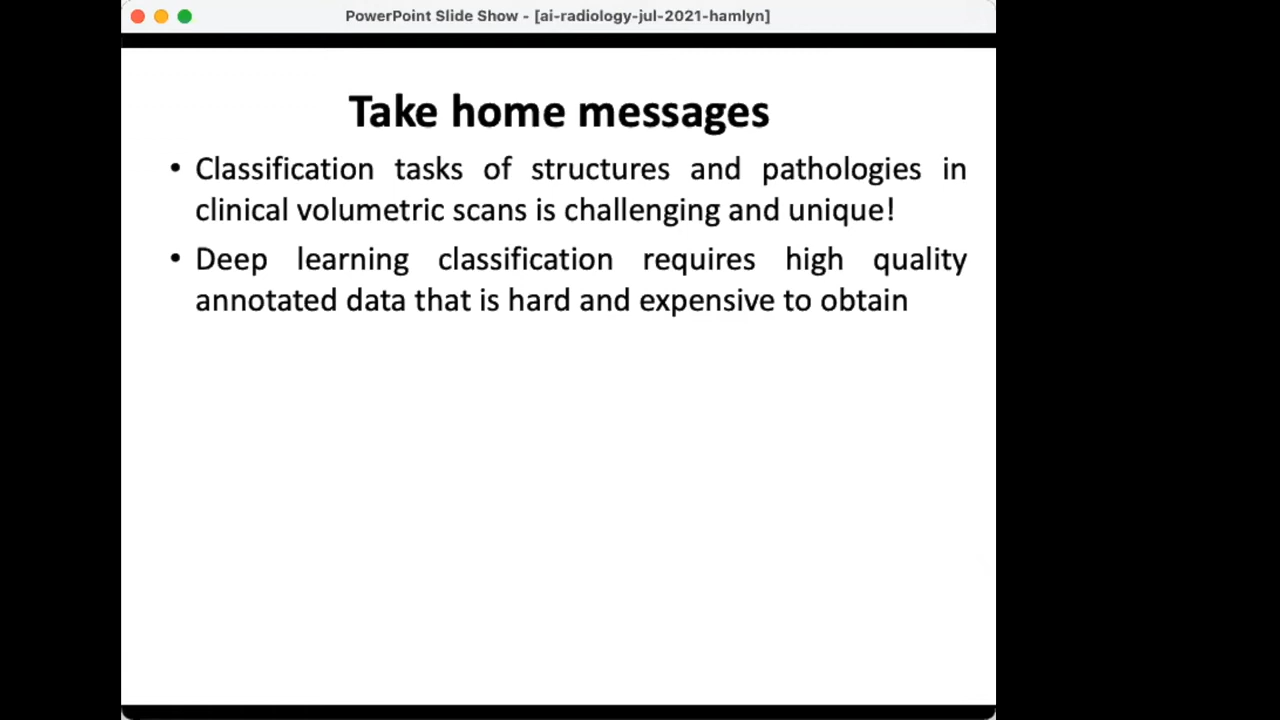 PowerPoint Slide Show - [ai-radiology-jul-2021-hamlyn]
Take home messages
• Classification tasks of structures and pathologies in
clinical volumetric scans is challenging and unique!
• Deep learning classification requires high quality
annotated data that is hard and expensive to obtain